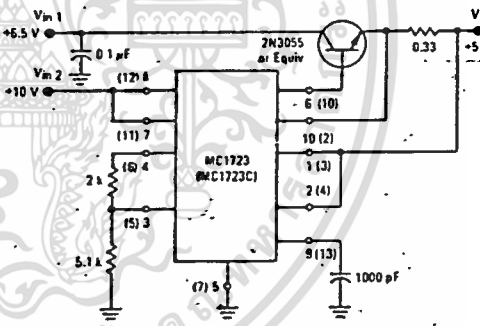 Vin 1
+6.5 V
0.1 µF
2N3055
or Equiv
0.33
V
+5
Vin 2
+10 V
(12) 8
6 (10)
(11) 7
10 (2)
MC1723
(MC1723C)
(6) 4
1 (3)
2 k
2 (4)
(5) 3
9 (13)
5.1 k
1000 pF
(7) 5